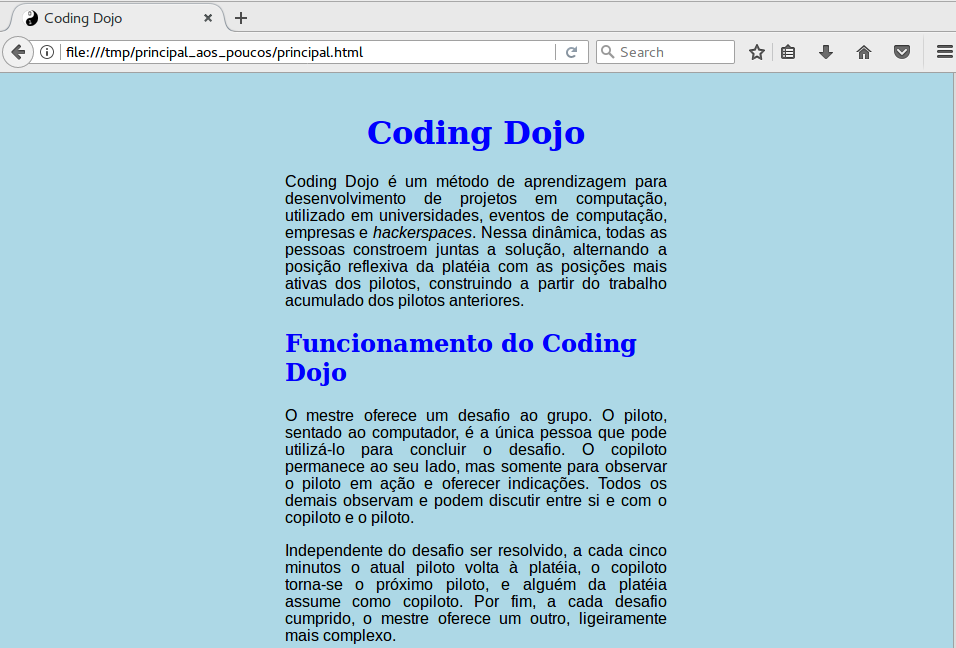 Coding Dojo
file:///tmp/principal_aos_poucos/principal.html
Search
Coding Dojo
Coding Dojo é um método de aprendizagem para
desenvolvimento de projetos em computação,
utilizado em universidades, eventos de computação,
empresas e hackerspaces. Nessa dinâmica, todas as
pessoas constroem juntas a solução, alternando a
posição reflexiva da platéia com as posições mais
ativas dos pilotos, construindo a partir do trabalho
acumulado dos pilotos anteriores.
Funcionamento do Coding
Dojo
O mestre oferece um desafio ao grupo. O piloto,
sentado ao computador, é a única pessoa que pode
utilizá-lo para concluir o desafio. O copiloto
permanece ao seu lado, mas somente para observar
o piloto em ação e oferecer indicações. Todos os
demais observam e podem discutir entre si e com o
copiloto e o piloto.
Independente do desafio ser resolvido, a cada cinco
minutos o atual piloto volta à platéia, o copiloto
torna-se o próximo piloto, e alguém da platéia
assume como copiloto. Por fim, a cada desafio
cumprido, o mestre oferece um outro, ligeiramente
mais complexo.